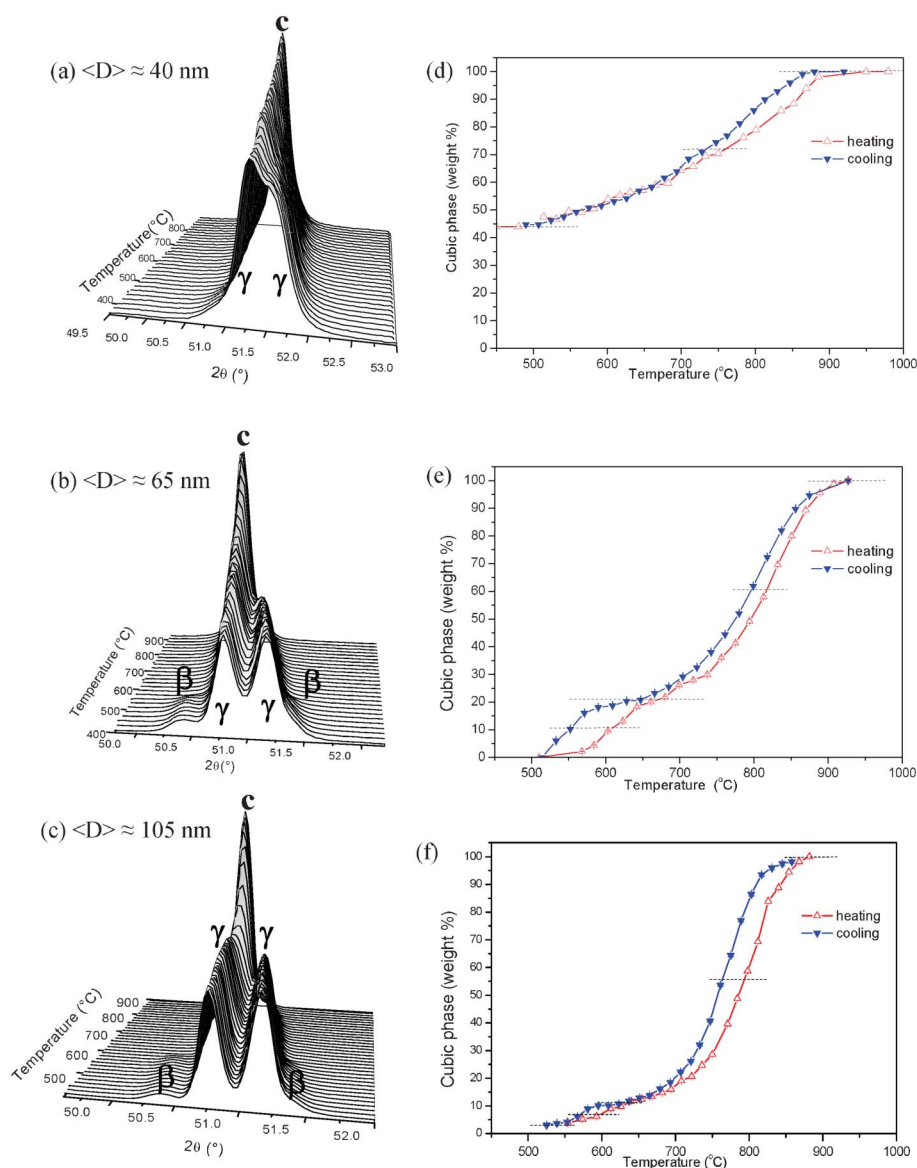 (a) <D> ≈ 40 nm
c
γ γ
Temperature(°C)
800
700
600
500
400
49.5 50.0 50.5 51.0 51.5 52.0 52.5 53.0
2θ (°)
(d)
Cubic phase (weight %)
100
90
80
70
60
50
40
30
20
10
0
heating
cooling
500 600 700 800 900 1000
Temperature (°C)
(b) <D> ≈ 65 nm
c
β β
γ γ
Temperature (°C)
900
800
700
600
500
400
50.0 50.5 51.0 51.5 52.0
2θ(°)
(e)
Cubic phase (weight %)
100
90
80
70
60
50
40
30
20
10
0
heating
cooling
500 600 700 800 900 1000
Temperature (°C)
(c) <D> ≈ 105 nm
c
γ γ
β β
Temperature (°C)
900
800
700
600
500
50.0 50.5 51.0 51.5 52.0
2θ (°)
(f)
Cubic phase (weight %)
100
90
80
70
60
50
40
30
20
10
0
heating
cooling
400 500 600 700 800 900 1000
Temperature (°C)